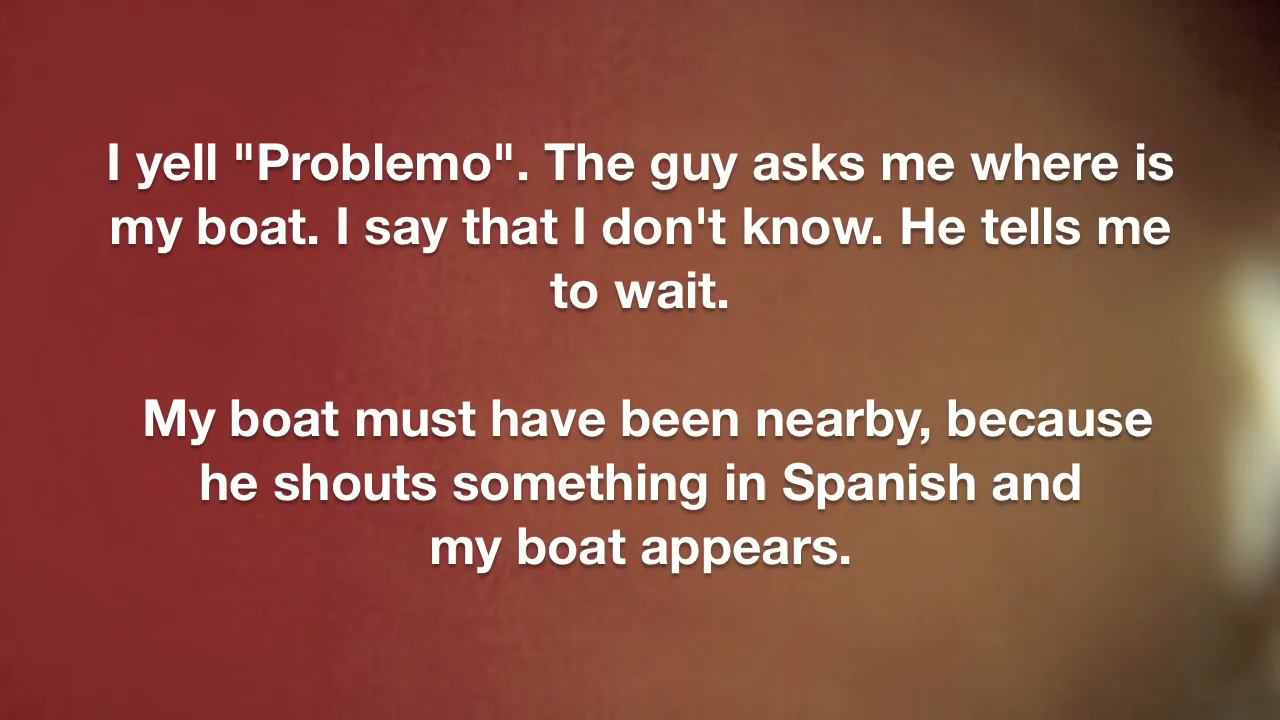 I yell "Problemo". The guy asks me where is
my boat. I say that I don't know. He tells me
to wait.
My boat must have been nearby, because
he shouts something in Spanish and
my boat appears.